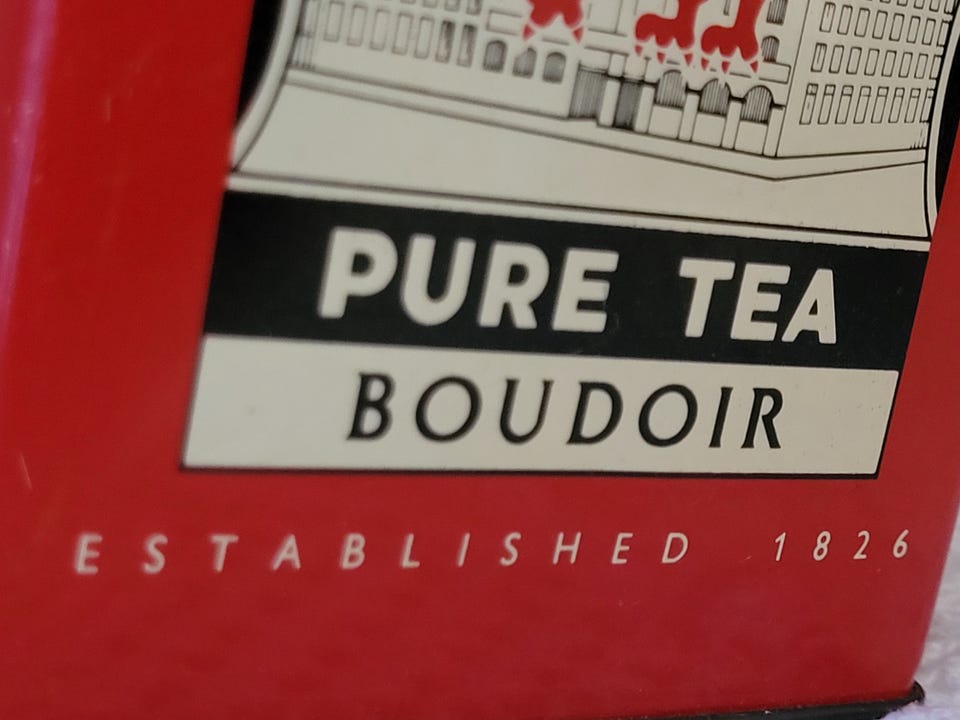 PURE TEA
BOUDOIR
ESTABLISHED 1826